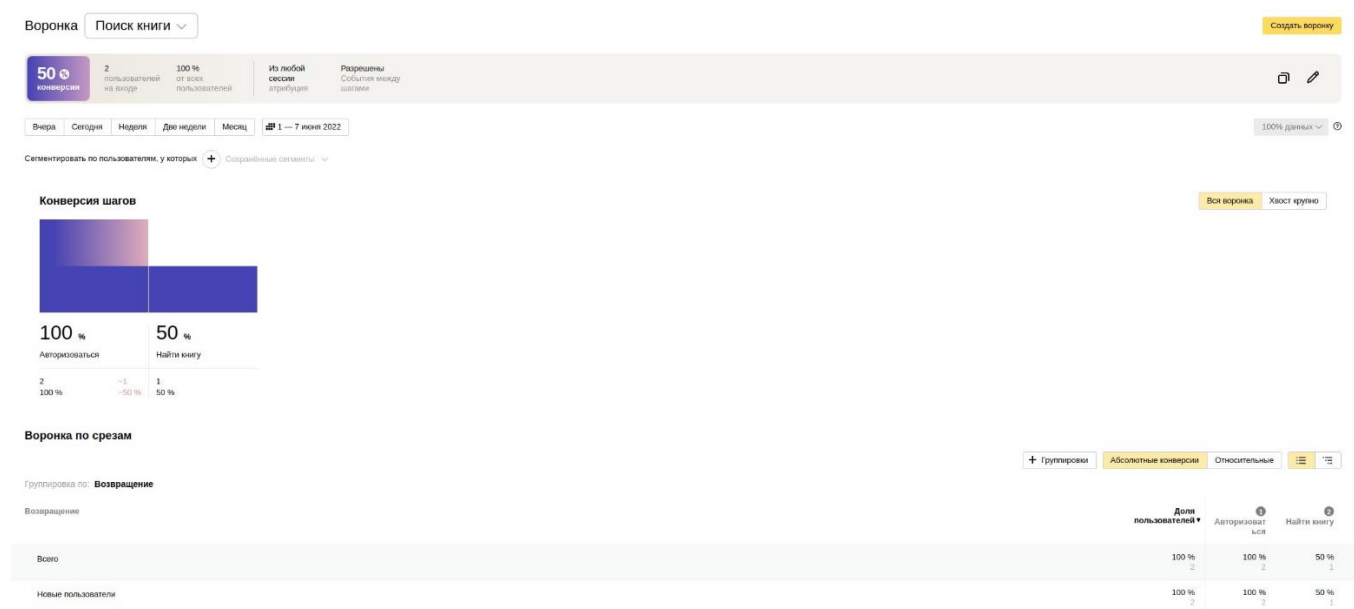 Воронка Поиск книги
Создать воронку
50 %
конверсия
2
пользователей
на входе
100 %
от всех
пользователей
Из любой
сессии
атрибуция
Разрешены
События между
шагами
Вчера Сегодня Неделя Две недели Месяц 1 — 7 июня 2022
100% данных ?
Сегментировать по пользователям, у которых + Сохранённые сегменты
Конверсия шагов
Вся воронка Хвост крупно
100 % 50 %
Авторизоваться Найти книгу
2 −1 1
100 % −50 % 50 %
Воронка по срезам
+ Группировки Абсолютные конверсии Относительные
Группировка по: Возвращение
Возвращение
Доля
пользователей ▾
1
Авторизоват
ься
2
Найти книгу
Всего 100 % 100 % 50 %
2 2 1
Новые пользователи 100 % 100 % 50 %
2 2 1